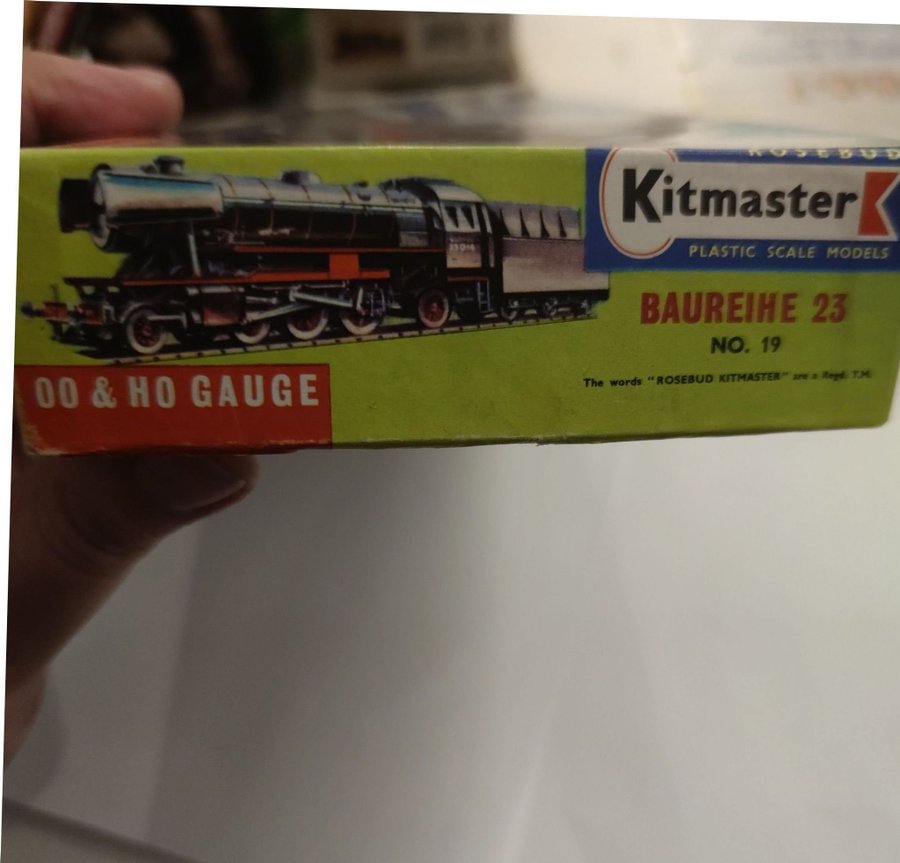 ROSEBUD
Kitmaster
PLASTIC SCALE MODELS
BAUREIHE 23
NO. 19
The words "ROSEBUD KITMASTER" are a Regd. T.M.
OO & HO GAUGE